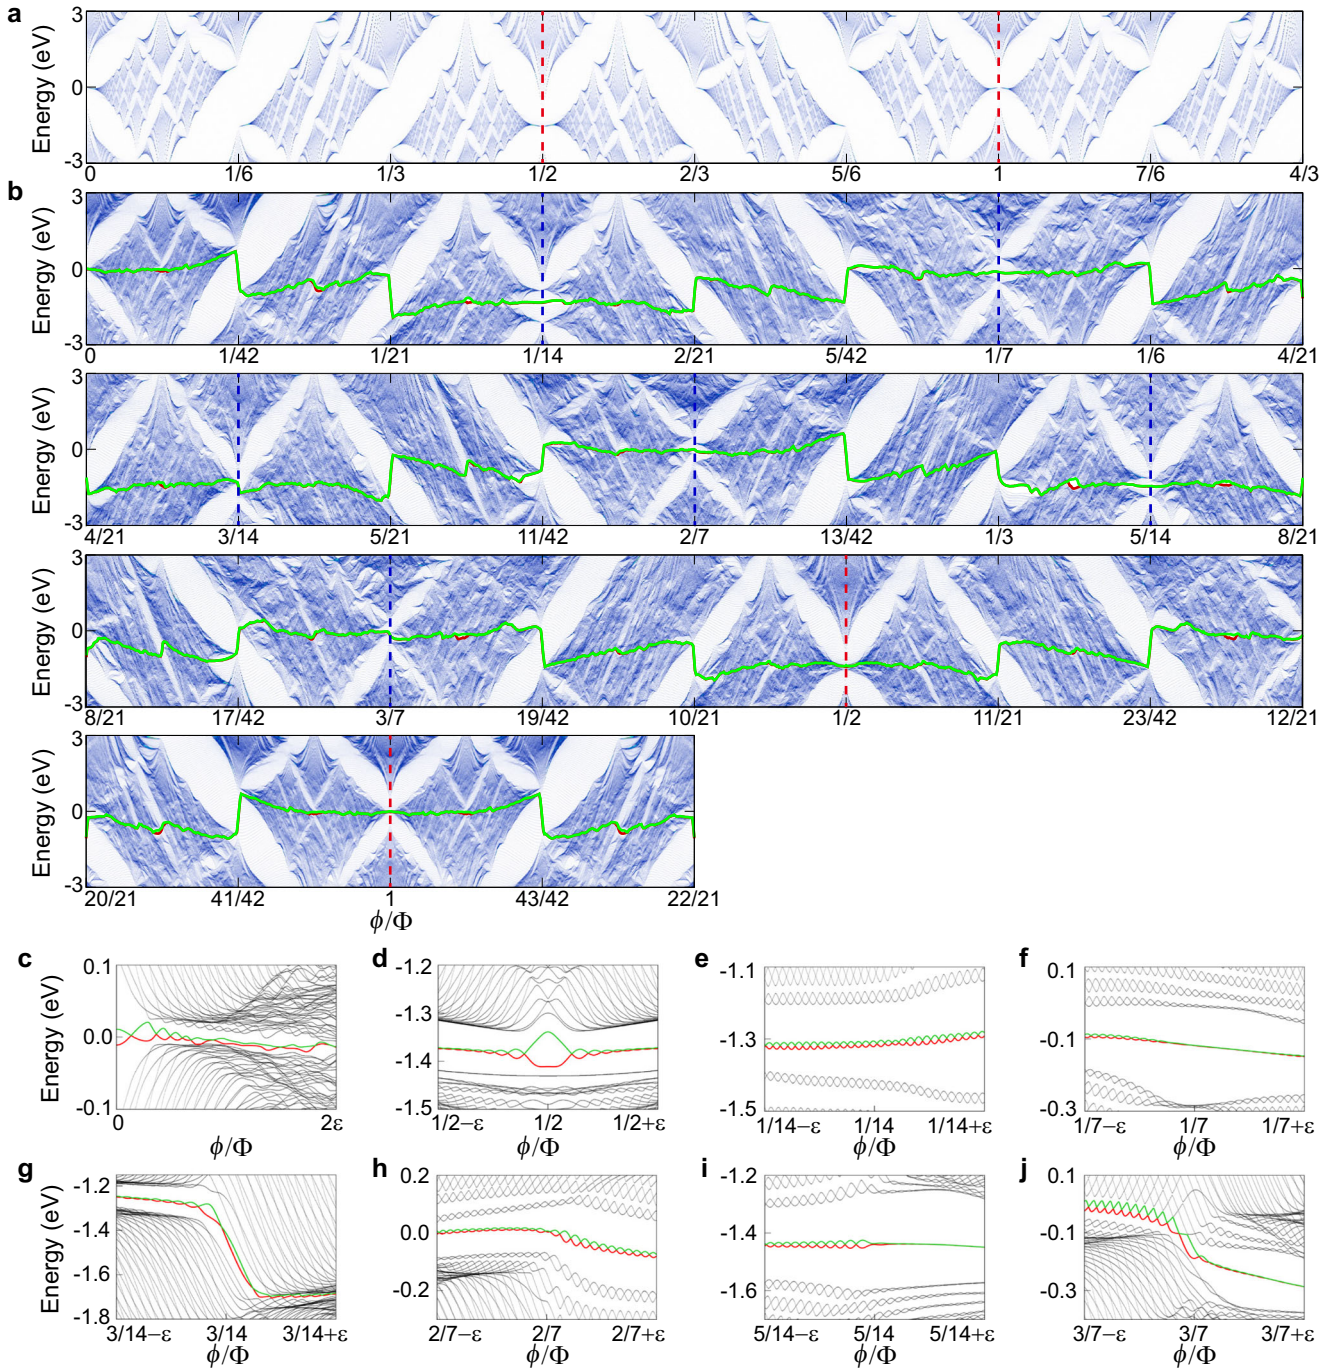 a
3
0
-3
Energy (eV)
0 1/6 1/3 1/2 2/3 5/6 1 7/6 4/3
b
3
0
-3
Energy (eV)
0 1/42 1/21 1/14 2/21 5/42 1/7 1/6 4/21
3
0
-3
Energy (eV)
4/21 3/14 5/21 11/42 2/7 13/42 1/3 5/14 8/21
3
0
-3
Energy (eV)
8/21 17/42 3/7 19/42 10/21 1/2 11/21 23/42 12/21
3
0
-3
Energy (eV)
20/21 41/42 1 43/42 22/21
ϕ/Φ
c
0.1
0.0
-0.1
Energy (eV)
0 2ε
ϕ/Φ
d
-1.2
-1.3
-1.4
-1.5
1/2−ε 1/2 1/2+ε
ϕ/Φ
e
-1.1
-1.3
-1.5
1/14−ε 1/14 1/14+ε
ϕ/Φ
f
0.1
-0.1
-0.3
1/7−ε 1/7 1/7+ε
ϕ/Φ
g
-1.2
-1.4
-1.6
-1.8
Energy (eV)
3/14−ε 3/14 3/14+ε
ϕ/Φ
h
0.2
0.0
-0.2
2/7−ε 2/7 2/7+ε
ϕ/Φ
i
-1.2
-1.4
-1.6
5/14−ε 5/14 5/14+ε
ϕ/Φ
j
0.1
-0.1
-0.3
3/7−ε 3/7 3/7+ε
ϕ/Φ